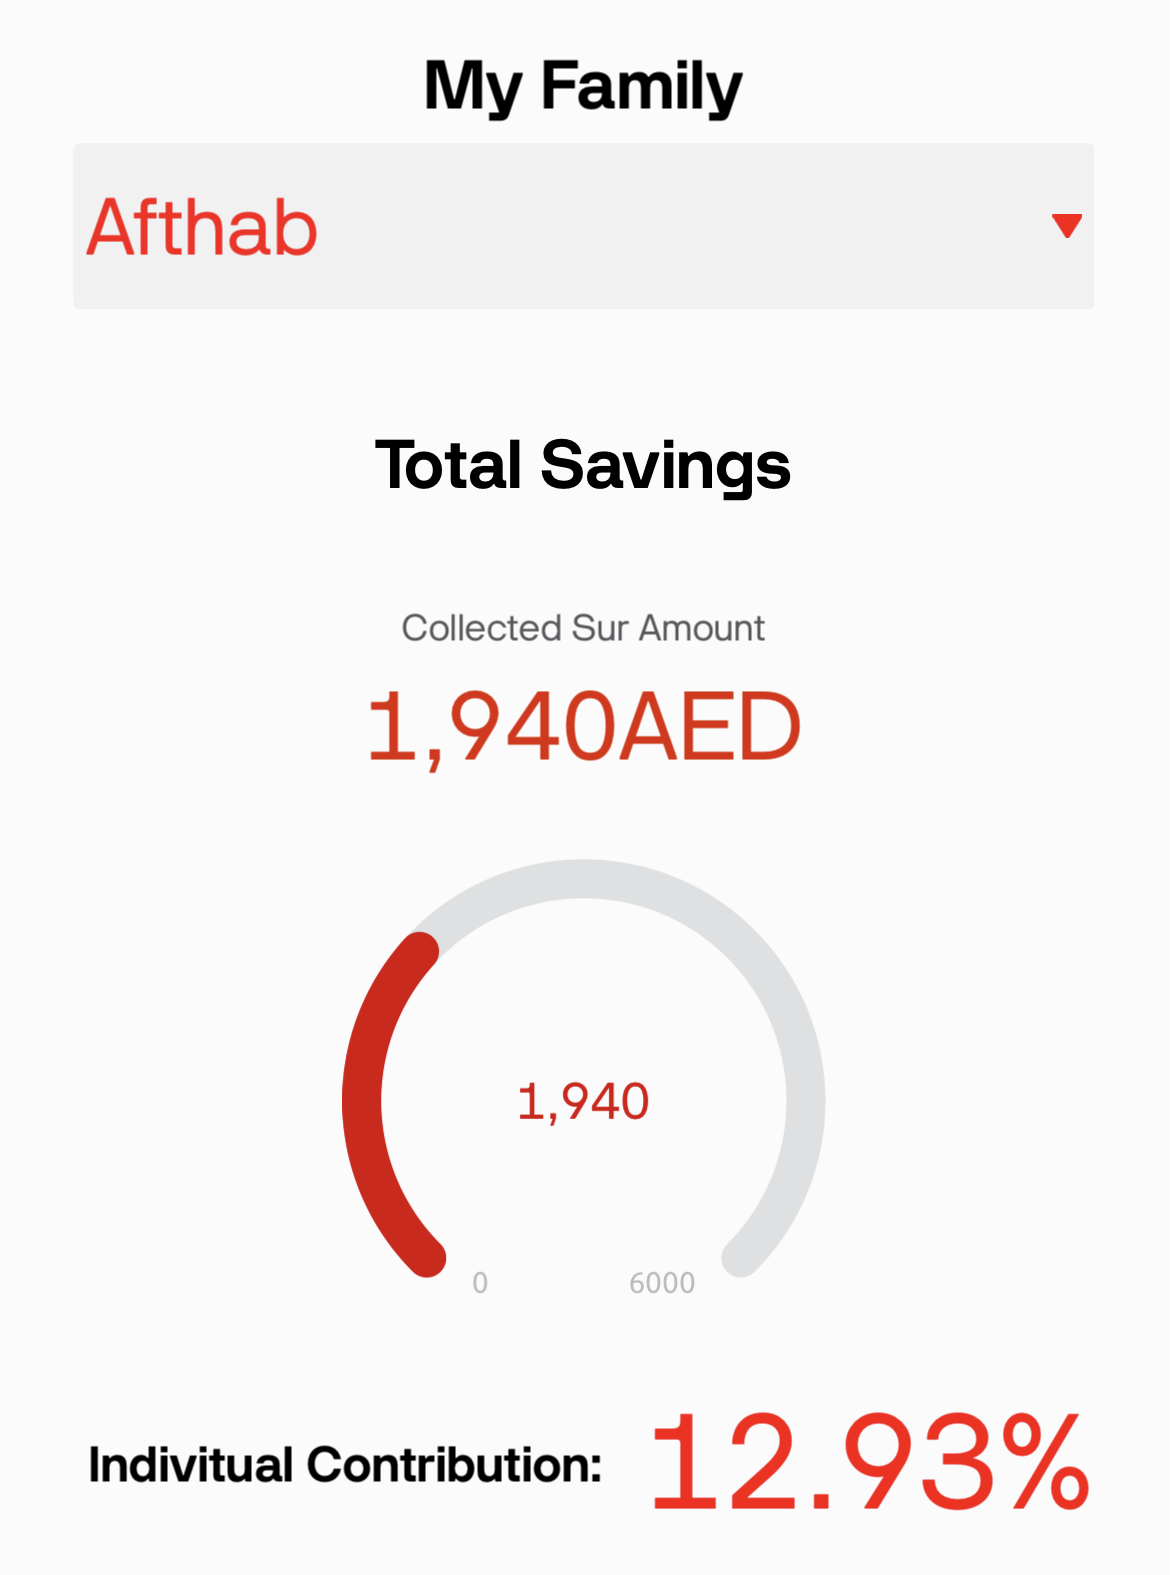 My Family
Afthab
Total Savings
Collected Sur Amount
1,940AED
1,940
0 6000
Indivitual Contribution: 12.93%